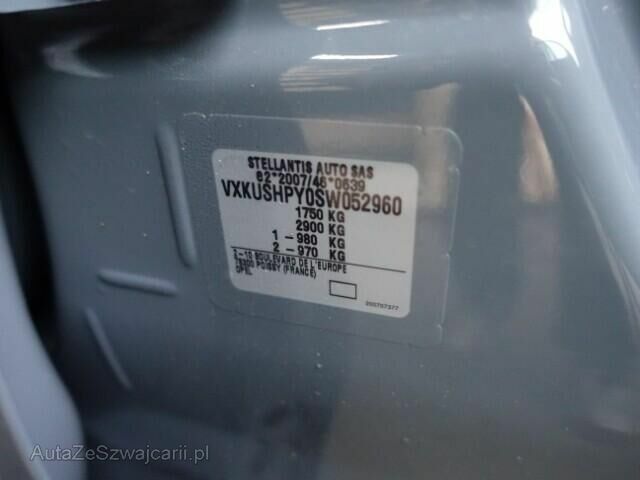 STELLANTIS AUTO SAS
e2*2007/46*0639
VXKUSHPY0SW052960
1750 KG
2900 KG
1 - 980 KG
2 - 970 KG
2-10 BOULEVARD DE L'EUROPE
78300 POISSY (FRANCE)
OPEL
AutaZeSzwajcarii.pl